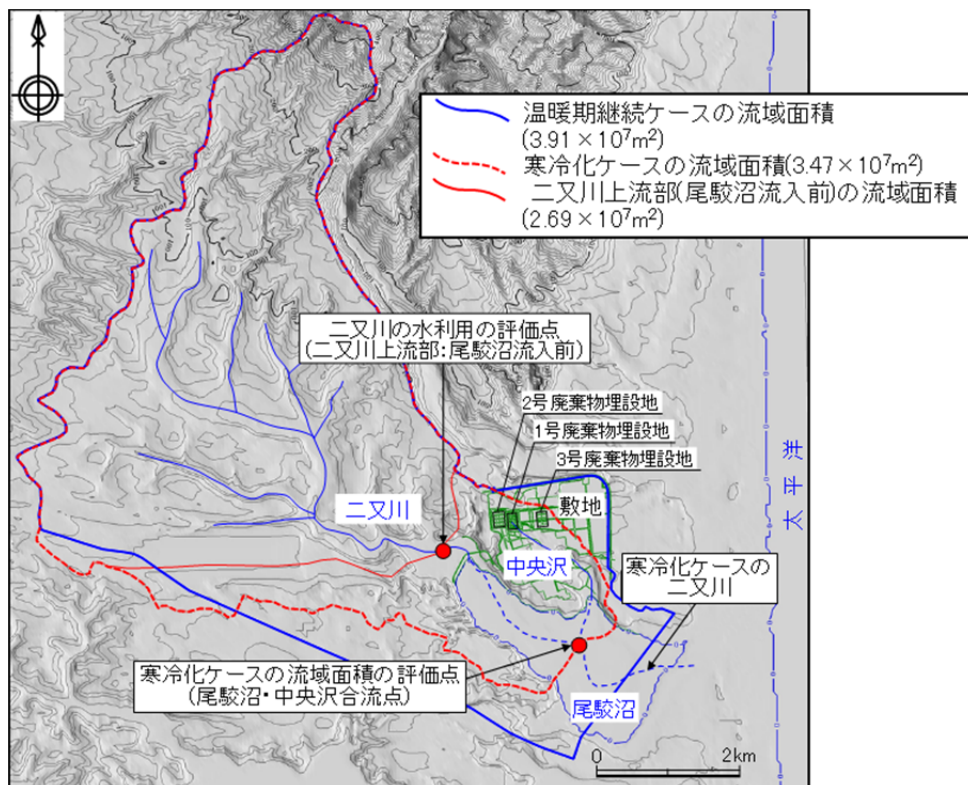 温暖期継続ケースの流域面積
(3.91×10⁷m²)
寒冷化ケースの流域面積(3.47×10⁷m²)
二又川上流部(尾駮沼流入前)の流域面積
(2.69×10⁷m²)
二又川の水利用の評価点
(二又川上流部:尾駮沼流入前)
2号廃棄物埋設地
1号廃棄物埋設地
3号廃棄物埋設地
太平洋
敷地
二又川
中央沢
寒冷化ケースの
二又川
寒冷化ケースの流域面積の評価点
(尾駮沼・中央沢合流点)
尾駮沼
0 2km